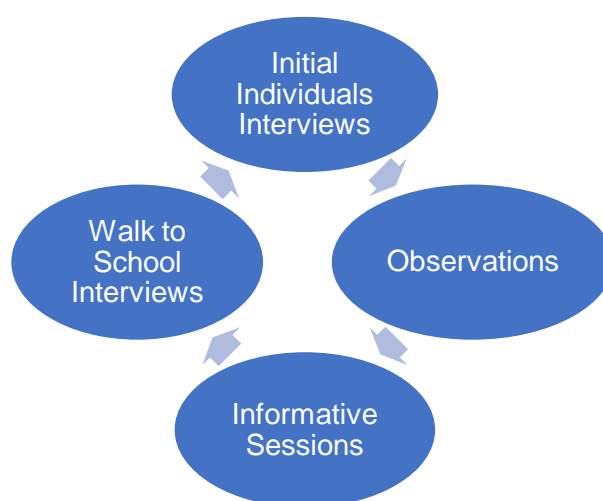 Initial
Individuals
Interviews
Walk to
School
Interviews
Observations
Informative
Sessions